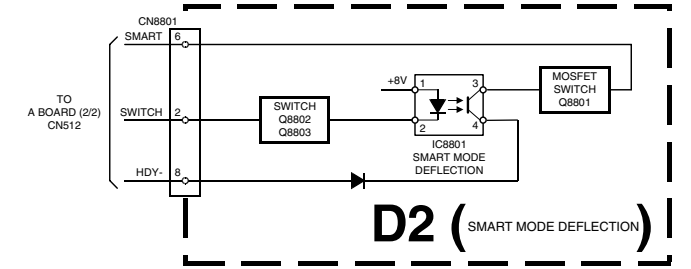 CN8801
SMART 6
TO
A BOARD (2/2)
CN512
SWITCH 2
HDY- 8
SWITCH
Q8802
Q8803
+8V
1 3
2 4
IC8801
SMART MODE
DEFLECTION
MOSFET
SWITCH
Q8801
D2 (SMART MODE DEFLECTION)